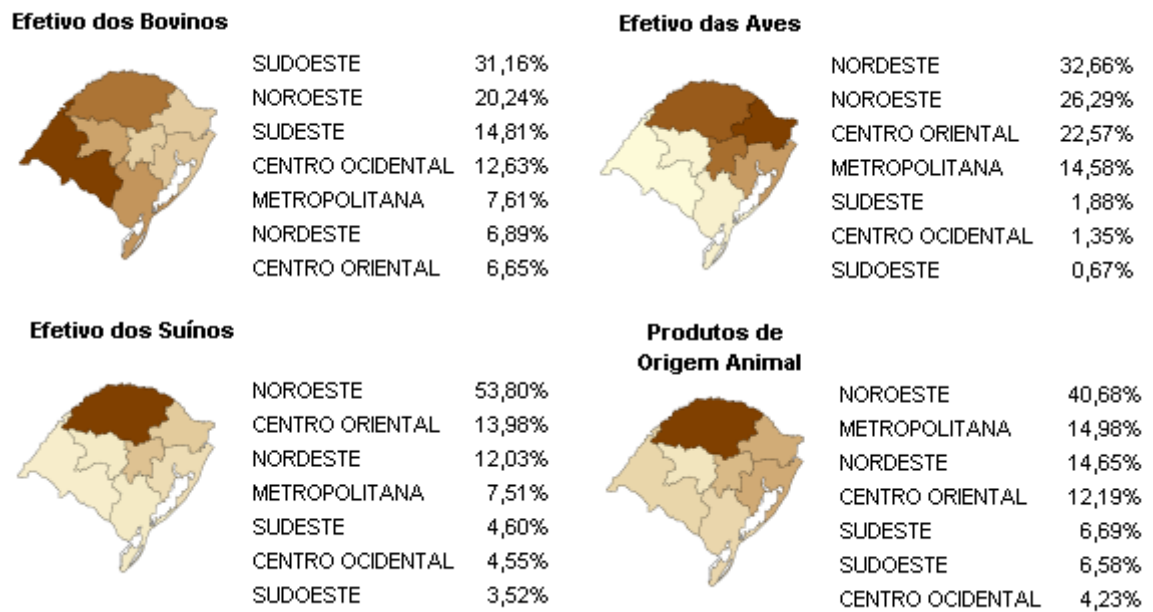 Efetivo dos Bovinos
SUDOESTE 31,16%
NOROESTE 20,24%
SUDESTE 14,81%
CENTRO OCIDENTAL 12,63%
METROPOLITANA 7,61%
NORDESTE 6,89%
CENTRO ORIENTAL 6,65%
Efetivo das Aves
NORDESTE 32,66%
NOROESTE 26,29%
CENTRO ORIENTAL 22,57%
METROPOLITANA 14,58%
SUDESTE 1,88%
CENTRO OCIDENTAL 1,35%
SUDOESTE 0,67%
Efetivo dos Suínos
NOROESTE 53,80%
CENTRO ORIENTAL 13,98%
NORDESTE 12,03%
METROPOLITANA 7,51%
SUDESTE 4,60%
CENTRO OCIDENTAL 4,55%
SUDOESTE 3,52%
Produtos de
Origem Animal
NOROESTE 40,68%
METROPOLITANA 14,98%
NORDESTE 14,65%
CENTRO ORIENTAL 12,19%
SUDESTE 6,69%
SUDOESTE 6,58%
CENTRO OCIDENTAL 4,23%